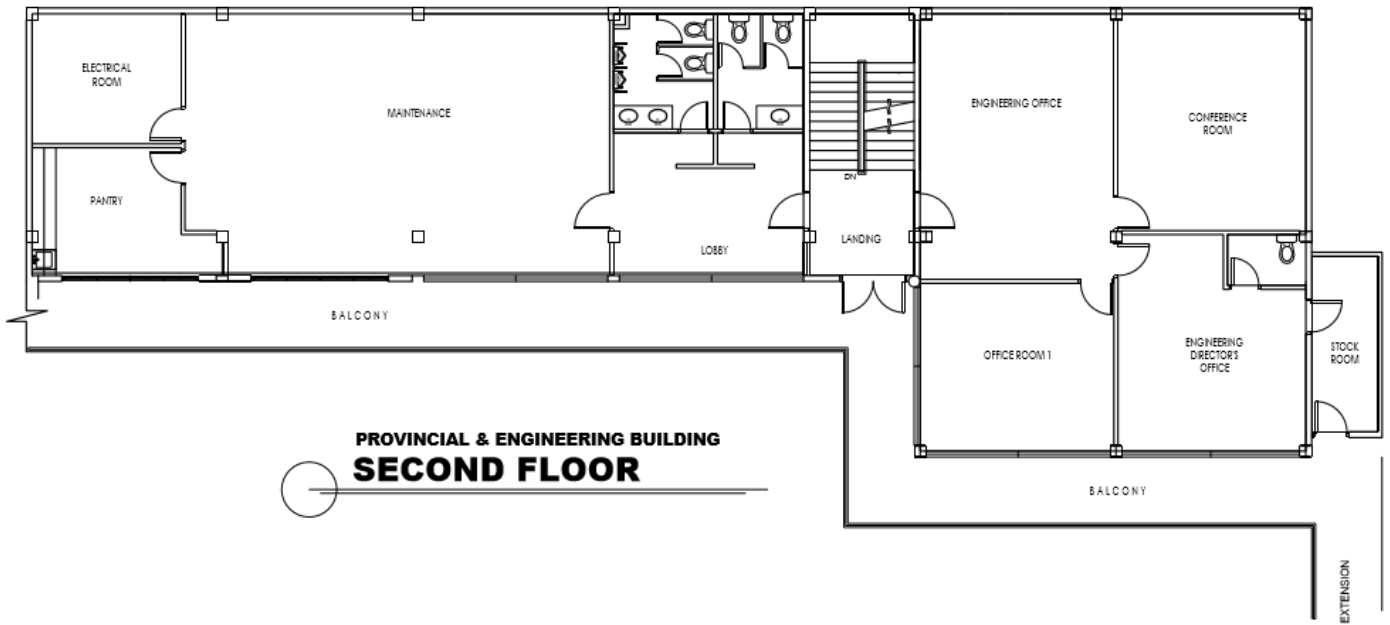 ELECTRICAL
ROOM
MAINTENANCE
ENGINEERING OFFICE
CONFERENCE
ROOM
PANTRY
DN
LOBBY
LANDING
BALCONY
OFFICE ROOM 1
ENGINEERING
DIRECTOR'S
OFFICE
STOCK
ROOM
PROVINCIAL & ENGINEERING BUILDING
SECOND FLOOR
BALCONY
EXTENSION